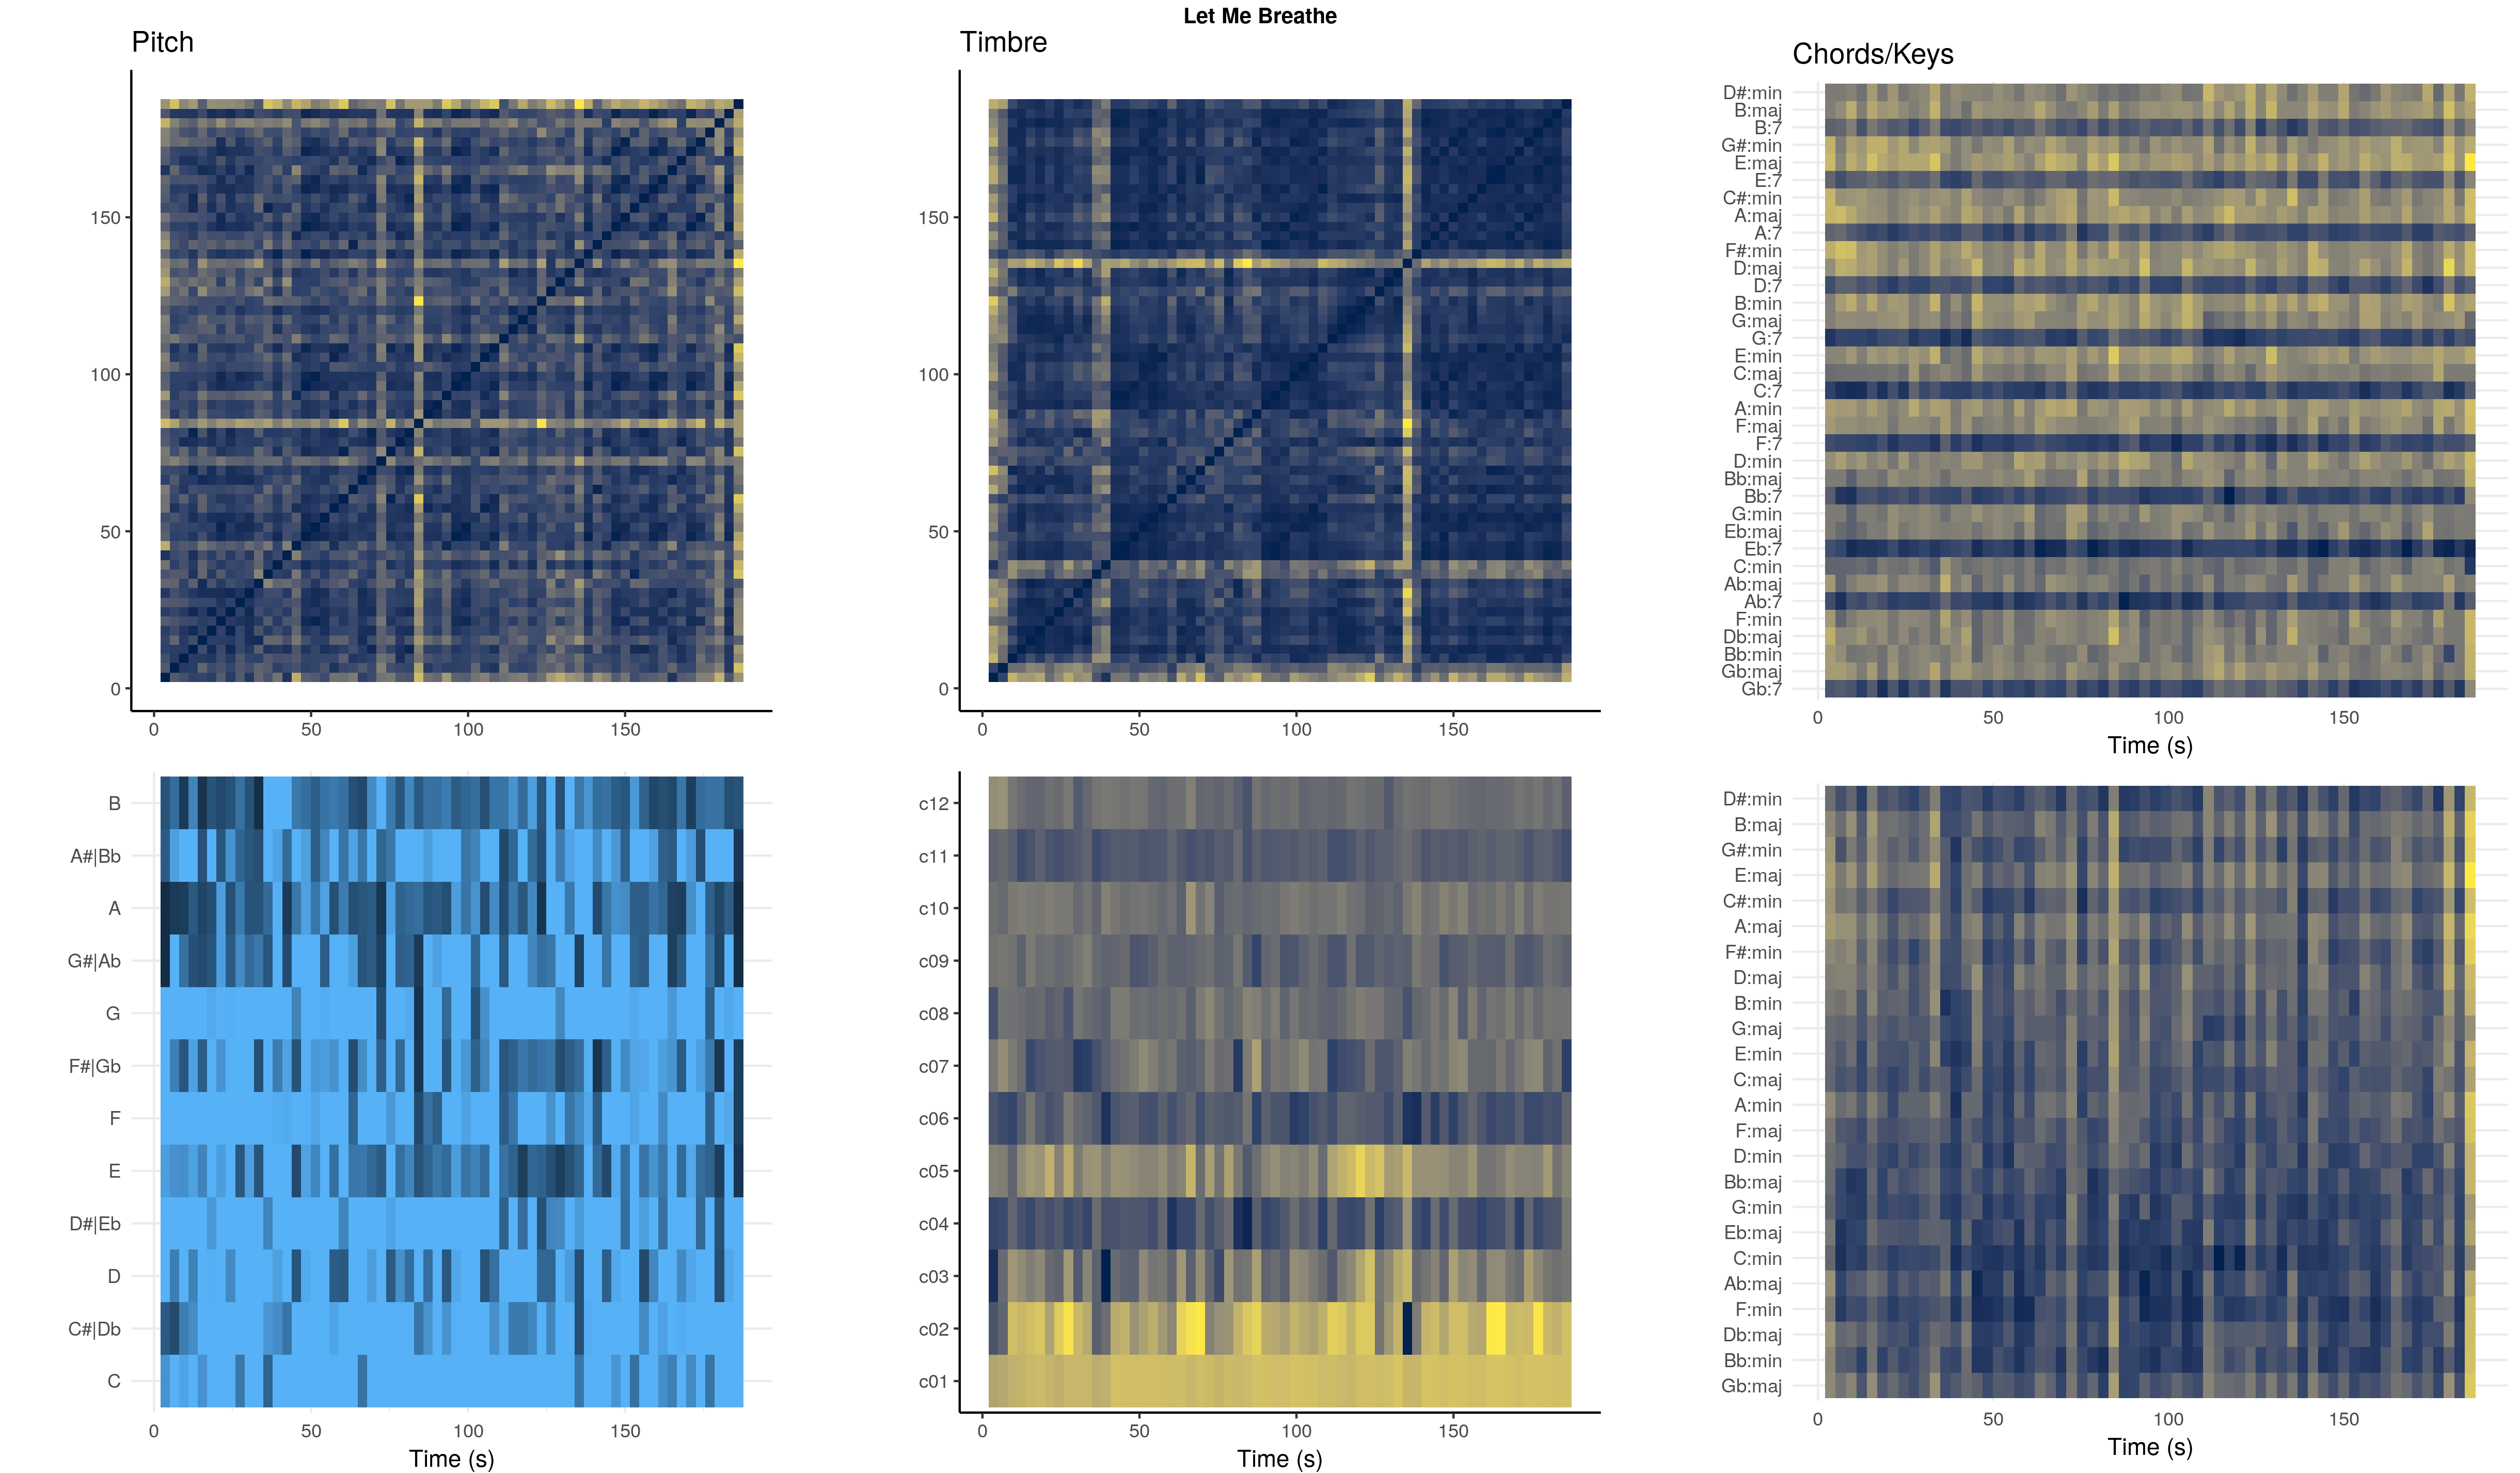 Let Me Breathe
Pitch
150
100
50
0
0 50 100 150
Timbre
150
100
50
0
0 50 100 150
Chords/Keys
D#:min
B:maj
B:7
G#:min
E:maj
E:7
C#:min
A:maj
A:7
F#:min
D:maj
D:7
B:min
G:maj
G:7
E:min
C:maj
C:7
A:min
F:maj
F:7
D:min
Bb:maj
Bb:7
G:min
Eb:maj
Eb:7
C:min
Ab:maj
Ab:7
F:min
Db:maj
Bb:min
Gb:maj
Gb:7
0 50 100 150
Time (s)
B
A#|Bb
A
G#|Ab
G
F#|Gb
F
E
D#|Eb
D
C#|Db
C
0 50 100 150
Time (s)
c12
c11
c10
c09
c08
c07
c06
c05
c04
c03
c02
c01
0 50 100 150
Time (s)
D#:min
B:maj
G#:min
E:maj
C#:min
A:maj
F#:min
D:maj
B:min
G:maj
E:min
C:maj
A:min
F:maj
D:min
Bb:maj
G:min
Eb:maj
C:min
Ab:maj
F:min
Db:maj
Bb:min
Gb:maj
0 50 100 150
Time (s)